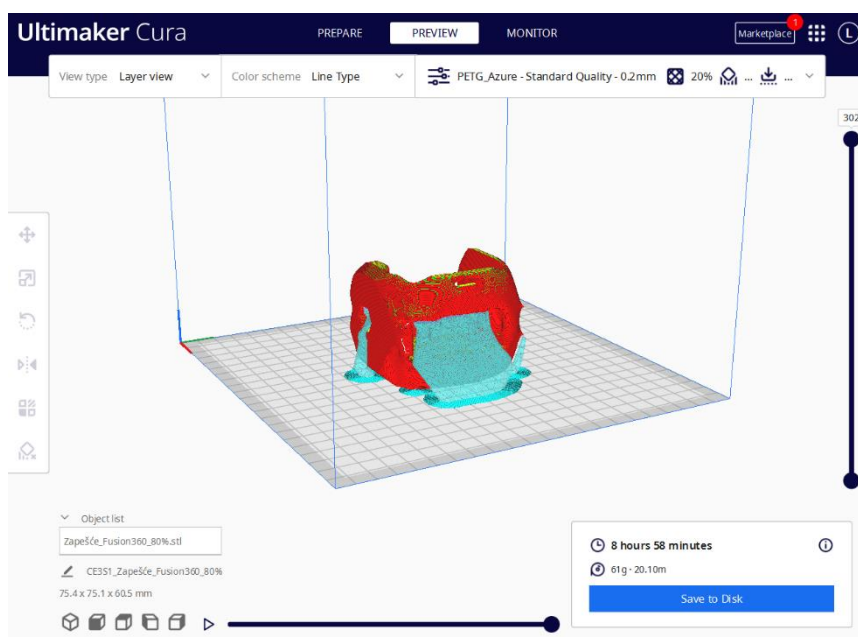 Ultimaker Cura
PREPARE
PREVIEW
MONITOR
Marketplace
1
L
View type Layer view
Color scheme Line Type
PETG_Azure - Standard Quality - 0.2mm
20%
...
...
302
Object list
Zapešće_Fusion360_80%.stl
CE3S1_Zapešće_Fusion360_80%
75.4 x 75.1 x 60.5 mm
8 hours 58 minutes
61g · 20.10m
Save to Disk